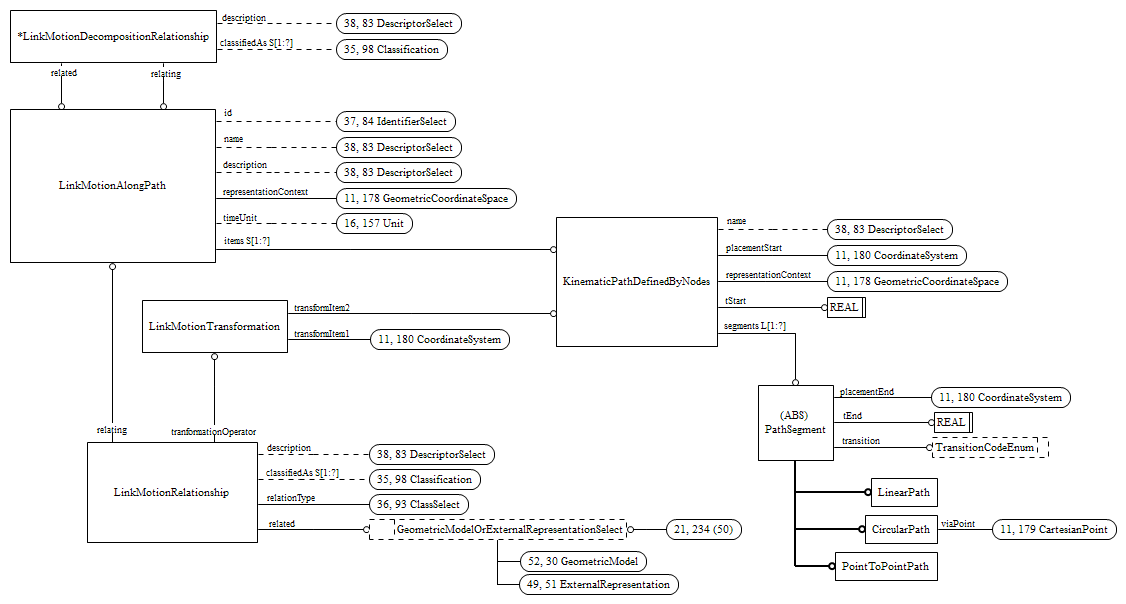 *LinkMotionDecompositionRelationship
description
38, 83 DescriptorSelect
classifiedAs S[1:?]
35, 98 Classification
related
relating
LinkMotionAlongPath
id
37, 84 IdentifierSelect
name
38, 83 DescriptorSelect
description
38, 83 DescriptorSelect
representationContext
11, 178 GeometricCoordinateSpace
timeUnit
16, 157 Unit
items S[1:?]
KinematicPathDefinedByNodes
name
38, 83 DescriptorSelect
placementStart
11, 180 CoordinateSystem
representationContext
11, 178 GeometricCoordinateSpace
tStart
REAL
segments L[1:?]
LinkMotionTransformation
transformItem2
transformItem1
11, 180 CoordinateSystem
(ABS)
PathSegment
placementEnd
11, 180 CoordinateSystem
tEnd
REAL
transition
TransitionCodeEnum
relating
tranformationOperator
LinkMotionRelationship
description
38, 83 DescriptorSelect
classifiedAs S[1:?]
35, 98 Classification
relationType
36, 93 ClassSelect
related
GeometricModelOrExternalRepresentationSelect
21, 234 (50)
52, 30 GeometricModel
49, 51 ExternalRepresentation
LinearPath
CircularPath
viaPoint
11, 179 CartesianPoint
PointToPointPath